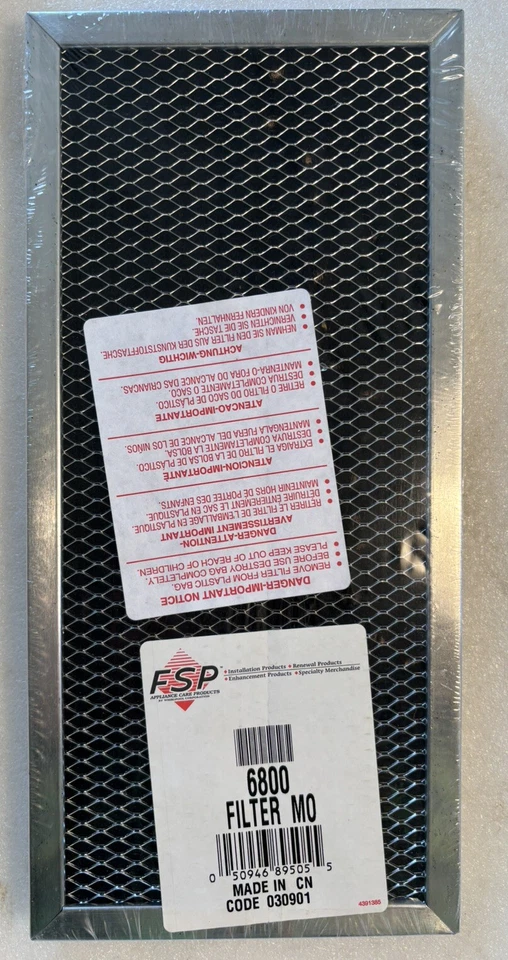 DANGER-IMPORTANT NOTICE
• REMOVE FILTER FROM PLASTIC BAG.
• BEFORE USE DESTROY BAG COMPLETELY.
• PLEASE KEEP OUT OF REACH OF CHILDREN.
DANGER-ATTENTION-
AVERTISSEMENT IMPORTANT
• RETIRER LE FILTRE DE L'EMBALLAGE EN PLASTIQUE.
• DETRUIRE ENTIEREMENT LE SAC EN PLASTIQUE.
• MAINTENIR HORS DE PORTEE DES ENFANTS.
ATENCION-IMPORTANTÉ
• EXTRAIGA EL FILTRO DE LA BOLSA DE PLASTICO.
• DESTRUYA COMPLETAMENTE LA BOLSA.
• MANTENGALA FUERA DEL ALCANCE DE LOS NINOS.
ATENCAO-IMPORTANTE
• RETIRE O FILTRO DO SACO DE PLASTICO.
• DESTRUA COMPLETAMENTE O SACO.
• MANTENHA-O FORA DO ALCANCE DAS CRIANCAS.
ACHTUNG-WICHTIG
• NEHMAN SIE DEN FILTER AUS DER KUNSTSTOFFTASCHE.
• VERNICHTEN SIE DIE TASCHE.
• VON KINDERN FERNHALTEN.
FSP™
APPLIANCE CARE PRODUCTS
BY WHIRLPOOL CORPORATION
• Installation Products • Renewal Products
• Enhancement Products • Specialty Merchandise
6800
FILTER MO
0 50946 89505 5
MADE IN CN
CODE 030901
4391385